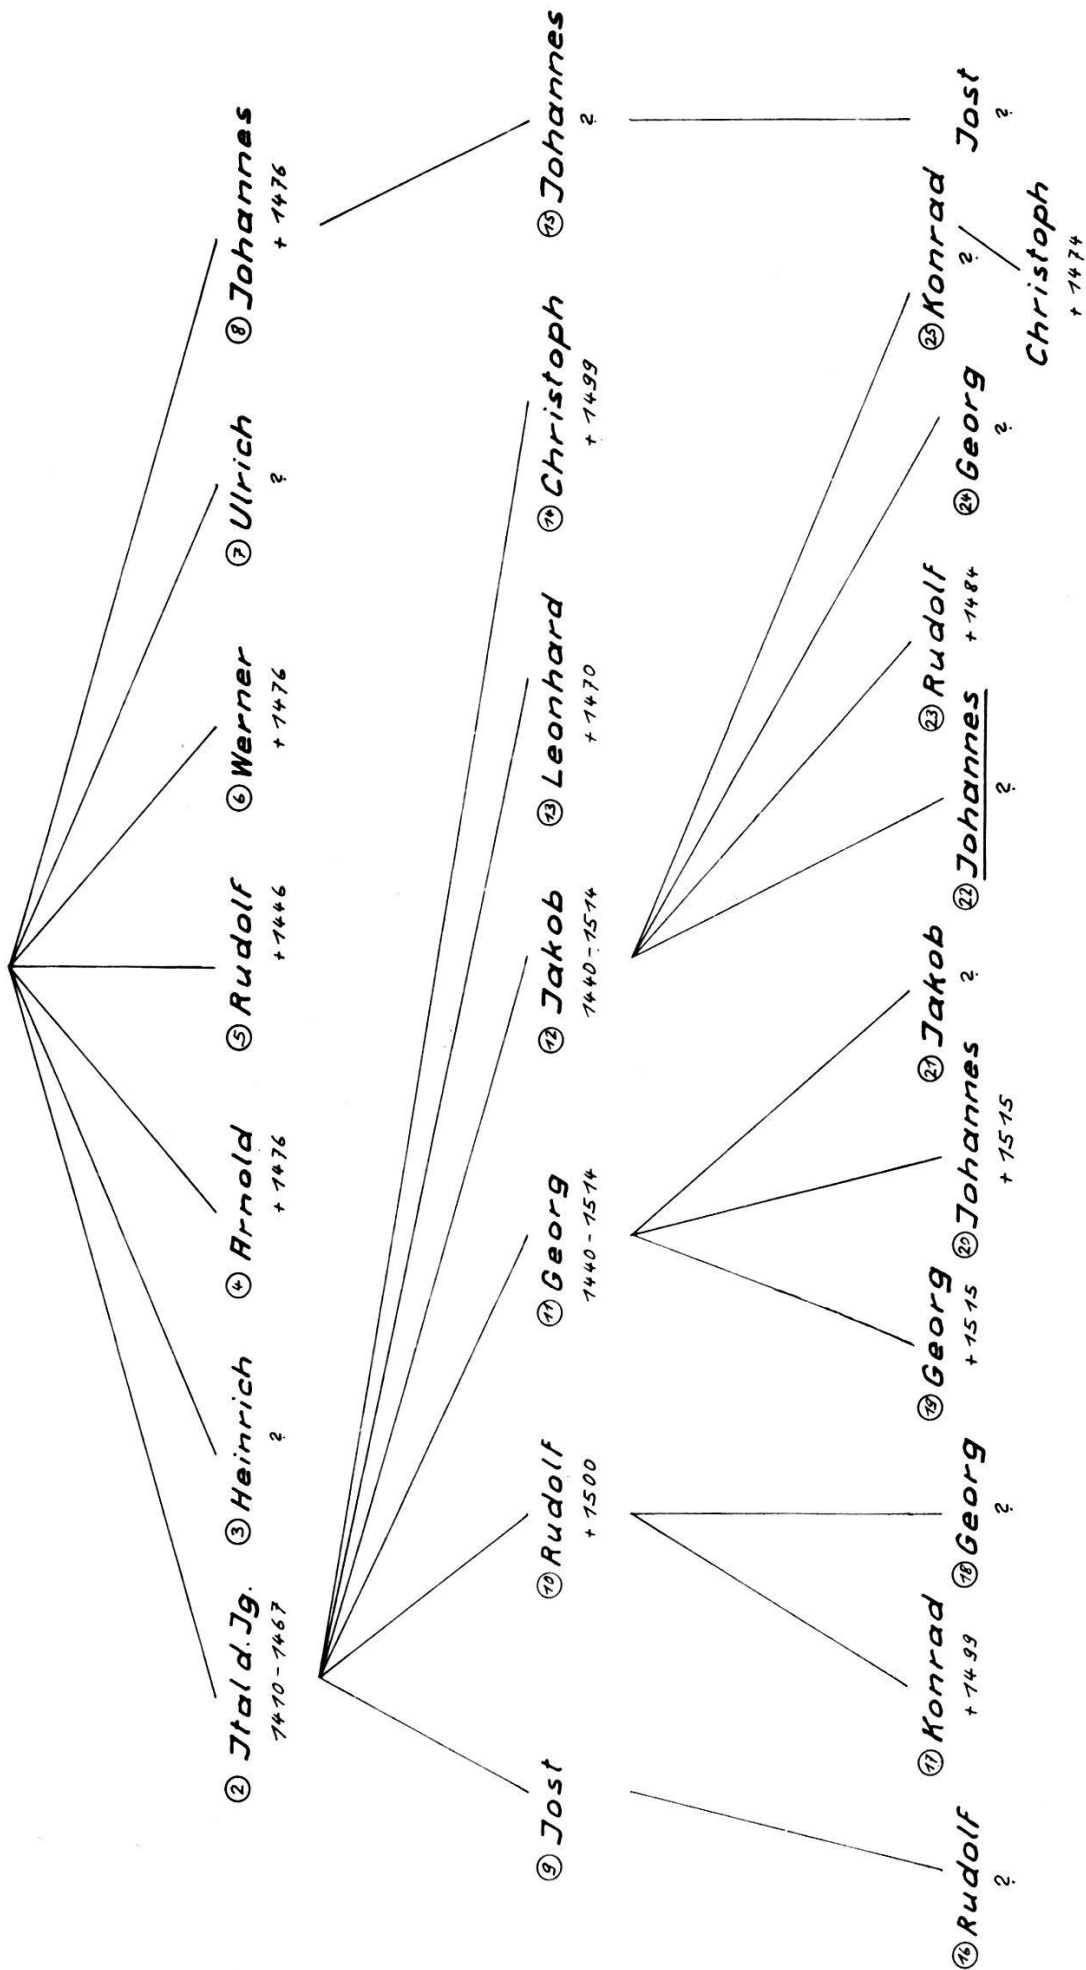 ② Ital d. Jg.
1410-1467
③ Heinrich
?
④ Arnold
+ 1476
⑤ Rudolf
+ 1446
⑥ Werner
+ 1476
⑦ Ulrich
?
⑧ Johannes
+ 1476
⑨ Jost
⑩ Rudolf
+ 1500
⑪ Georg
1440-1514
⑫ Jakob
1440-1514
⑬ Leonhard
+ 1470
⑭ Christoph
+ 1499
⑮ Johannes
?
⑯ Rudolf
?
⑰ Konrad
+ 1499
⑱ Georg
?
⑲ Georg
+ 1515
⑳ Johannes
+ 1515
㉑ Jakob
?
㉒ Johannes
?
㉓ Rudolf
+ 1484
㉔ Georg
?
㉕ Konrad
?
Christoph
+ 1474
Jost
?